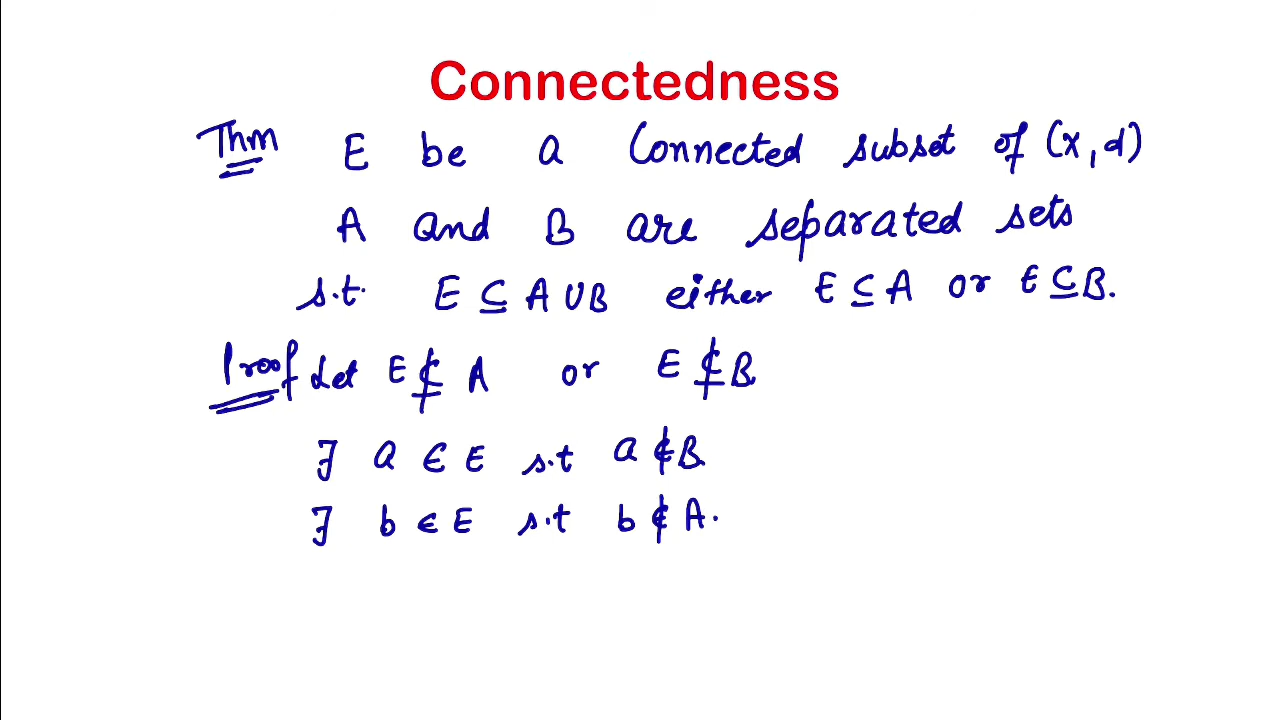 Connectedness
Thm E be a Connected subset of (X, d)
A and B are separated sets
s.t. E ⊆ A ∪ B either E ⊆ A or E ⊆ B.
Proof Let E ⊈ A or E ⊈ B
∃ a ∈ E s.t a ∉ B
∃ b ∈ E s.t b ∉ A.